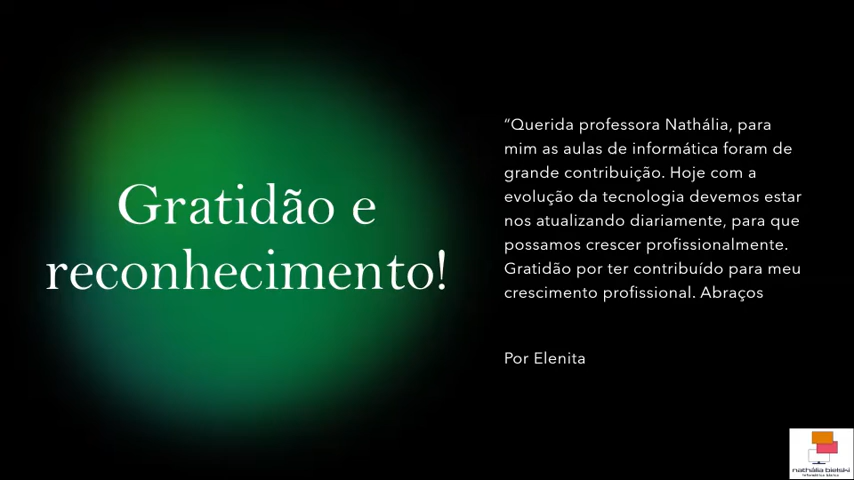 Gratidão e
reconhecimento!
“Querida professora Nathália, para
mim as aulas de informática foram de
grande contribuição. Hoje com a
evolução da tecnologia devemos estar
nos atualizando diariamente, para que
possamos crescer profissionalmente.
Gratidão por ter contribuído para meu
crescimento profissional. Abraços
Por Elenita
nathália bielski
informática básica